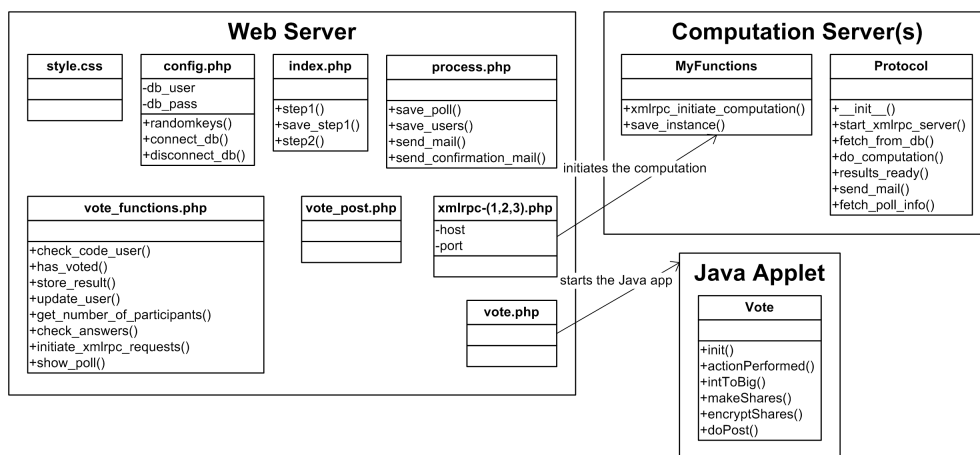 Web Server
style.css
config.php
-db_user
-db_pass
+randomkeys()
+connect_db()
+disconnect_db()
index.php
+step1()
+save_step1()
+step2()
process.php
+save_poll()
+save_users()
+send_mail()
+send_confirmation_mail()
vote_functions.php
+check_code_user()
+has_voted()
+store_result()
+update_user()
+get_number_of_participants()
+check_answers()
+initiate_xmlrpc_requests()
+show_poll()
vote_post.php
xmlrpc-(1,2,3).php
-host
-port
vote.php
initiates the computation
starts the Java app
Computation Server(s)
MyFunctions
+xmlrpc_initiate_computation()
+save_instance()
Protocol
+__init__()
+start_xmlrpc_server()
+fetch_from_db()
+do_computation()
+results_ready()
+send_mail()
+fetch_poll_info()
Java Applet
Vote
+init()
+actionPerformed()
+intToBig()
+makeShares()
+encryptShares()
+doPost()